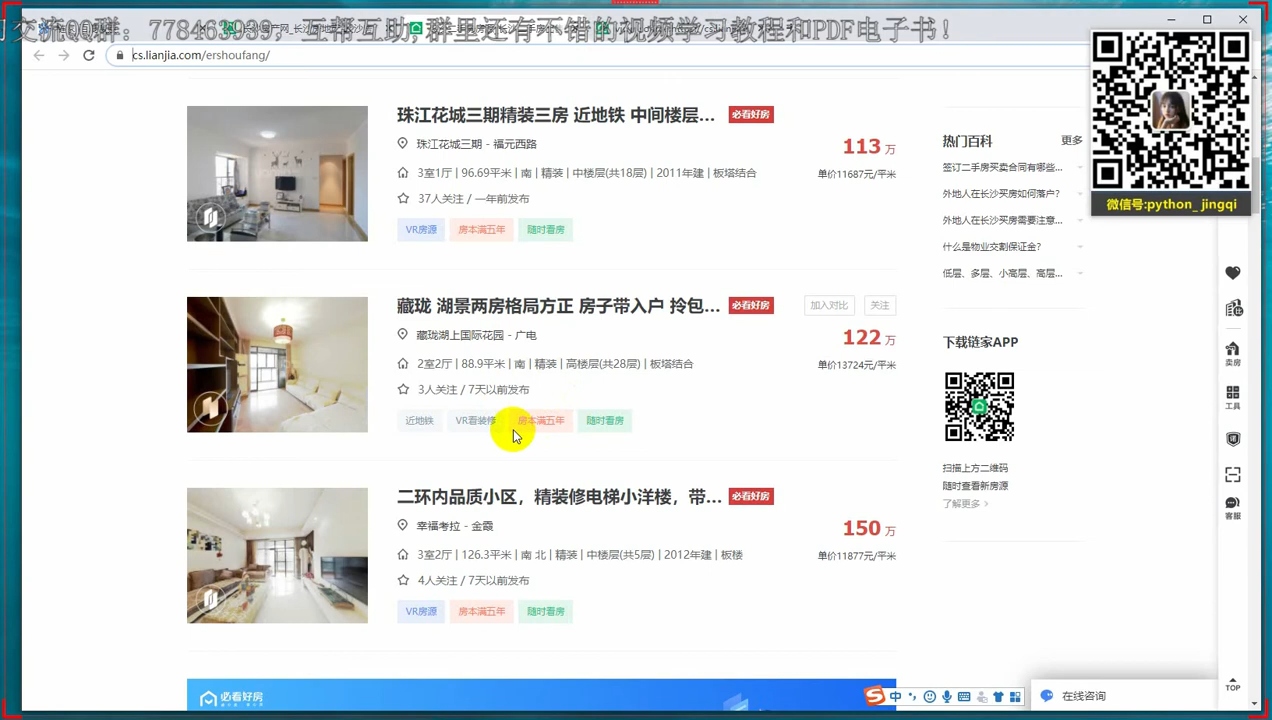 交流QQ群：778463939，互帮互助,群里还有不错的视频学习教程和PDF电子书！
cs.lianjia.com/ershoufang/
微信号:python_jingqi
珠江花城三期精装三房 近地铁 中间楼层... 必看好房
珠江花城三期 - 福元西路
113 万
3室1厅 | 96.69平米 | 南 | 精装 | 中楼层(共18层) | 2011年建 | 板塔结合
单价11687元/平米
37人关注 / 一年前发布
VR房源 房本满五年 随时看房
藏珑 湖景两房格局方正 房子带入户 拎包... 必看好房
加入对比 关注
藏珑湖上国际花园 - 广电
122 万
2室2厅 | 88.9平米 | 南 | 精装 | 高楼层(共28层) | 板塔结合
单价13724元/平米
3人关注 / 7天以前发布
近地铁 VR看装修 房本满五年 随时看房
二环内品质小区，精装修电梯小洋楼，带... 必看好房
幸福考拉 - 金霞
150 万
3室2厅 | 126.3平米 | 南 北 | 精装 | 中楼层(共5层) | 2012年建 | 板楼
单价11877元/平米
4人关注 / 7天以前发布
VR房源 房本满五年 随时看房
必看好房
热门百科 更多
签订二手房买卖合同有哪些...
外地人在长沙买房如何落户?
外地人在长沙买房需要注意...
什么是物业交割保证金?
低层、多层、小高层、高层...
下载链家APP
扫描上方二维码
随时查看新房源
了解更多 >
卖房
工具
客服
TOP
中
在线咨询